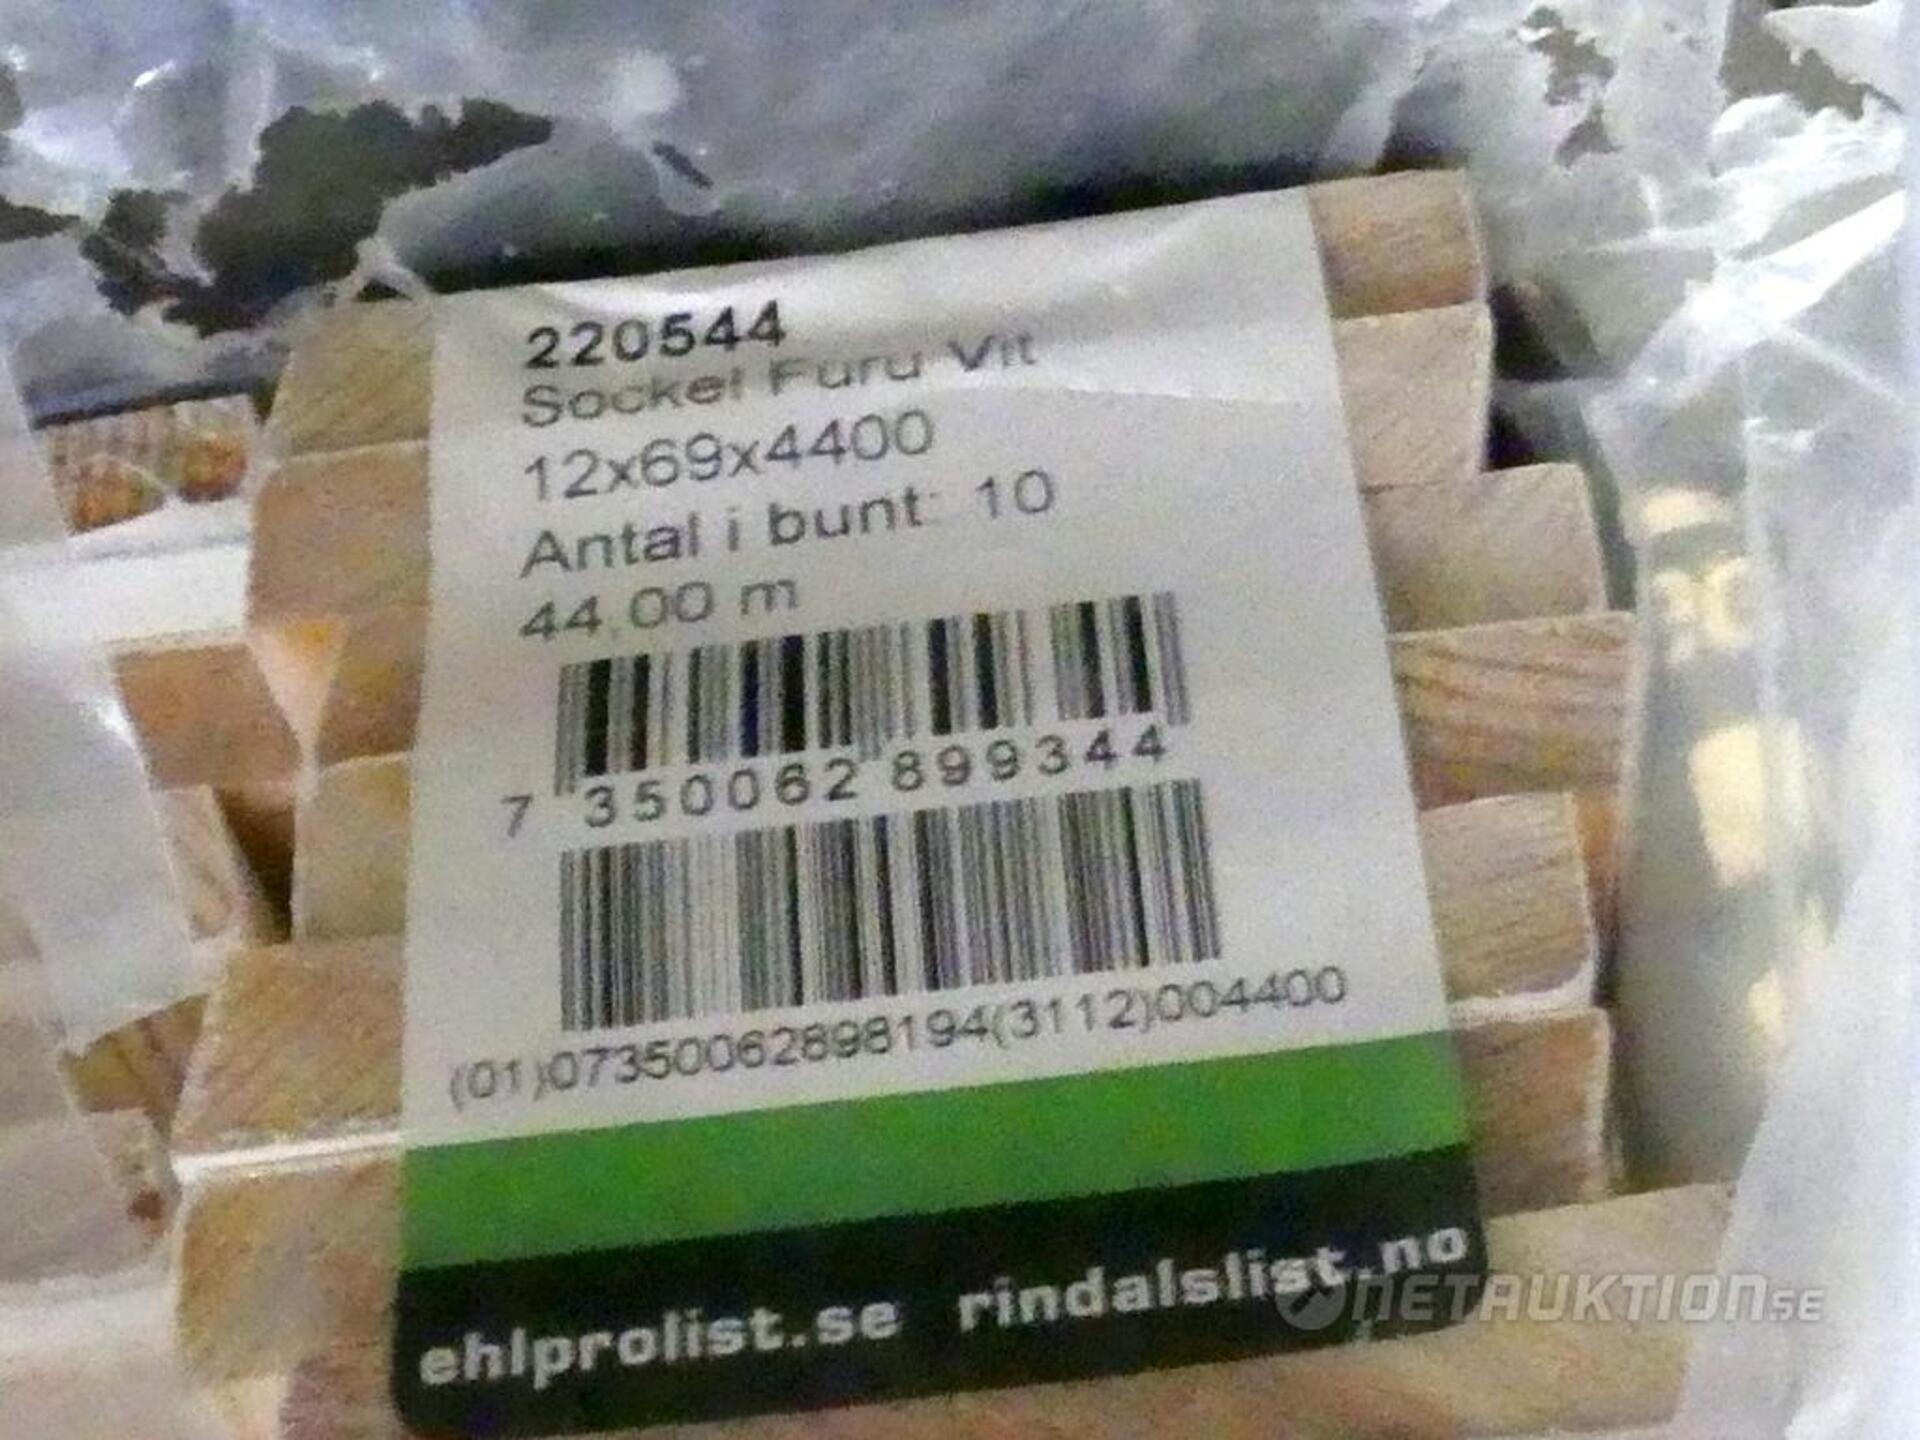 220544
Sockel Furu Vit
12x69x4400
Antal i bunt: 10
44.00 m
7 350062 899344
(01)07350062898194(3112)004400
ehlprolist.se rindalslist.no
NETAUKTION.SE